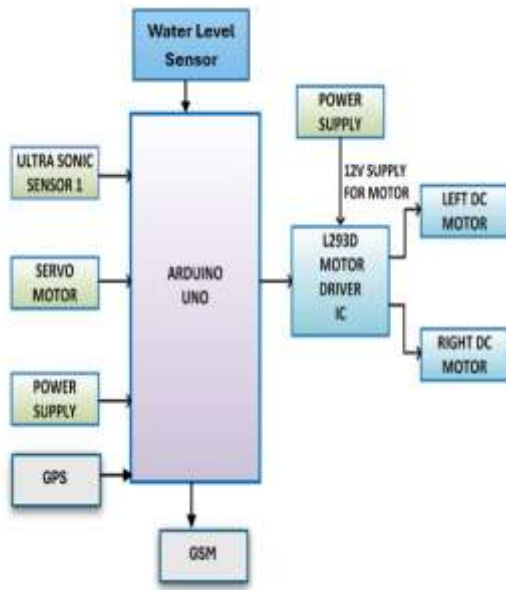 Water Level
Sensor
POWER
SUPPLY
ULTRA SONIC
SENSOR 1
12V SUPPLY
FOR MOTOR
LEFT DC
MOTOR
L293D
MOTOR
DRIVER
IC
SERVO
MOTOR
ARDUINO
UNO
RIGHT DC
MOTOR
POWER
SUPPLY
GPS
GSM